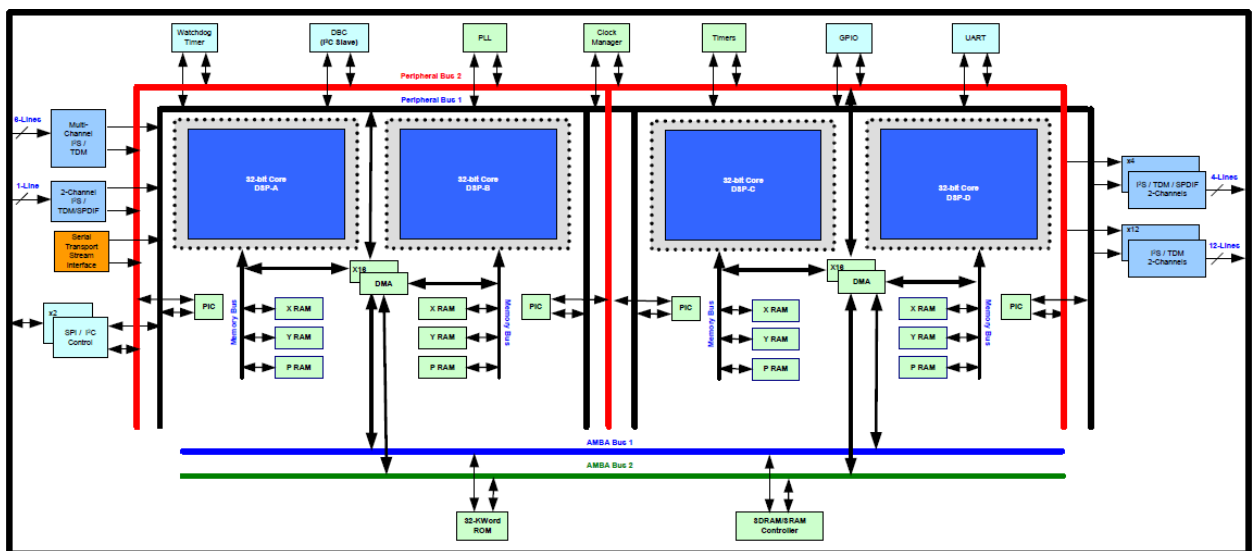 Watchdog
Timer
DBC
(I²C Slave)
PLL
Clock
Manager
Timers
GPIO
UART
Peripheral Bus 2
Peripheral Bus 1
6-Lines
Multi-
Channel
I²S /
TDM
1-Line
2-Channel
I²S /
TDM/SPDIF
Serial
Transport
Stream
Interface
x2
SPI / I²C
Control
32-bit Core
DSP-A
32-bit Core
DSP-B
32-bit Core
DSP-C
32-bit Core
DSP-D
x4
I²S / TDM / SPDIF
2-Channels
4-Lines
x12
I²S / TDM
2-Channels
12-Lines
X16
DMA
PIC
Memory Bus
X RAM
Y RAM
P RAM
X RAM
Y RAM
P RAM
Memory Bus
PIC
X16
DMA
PIC
Memory Bus
X RAM
Y RAM
P RAM
X RAM
Y RAM
P RAM
Memory Bus
PIC
AMBA Bus 1
AMBA Bus 2
32-KWord
ROM
SDRAM/SRAM
Controller